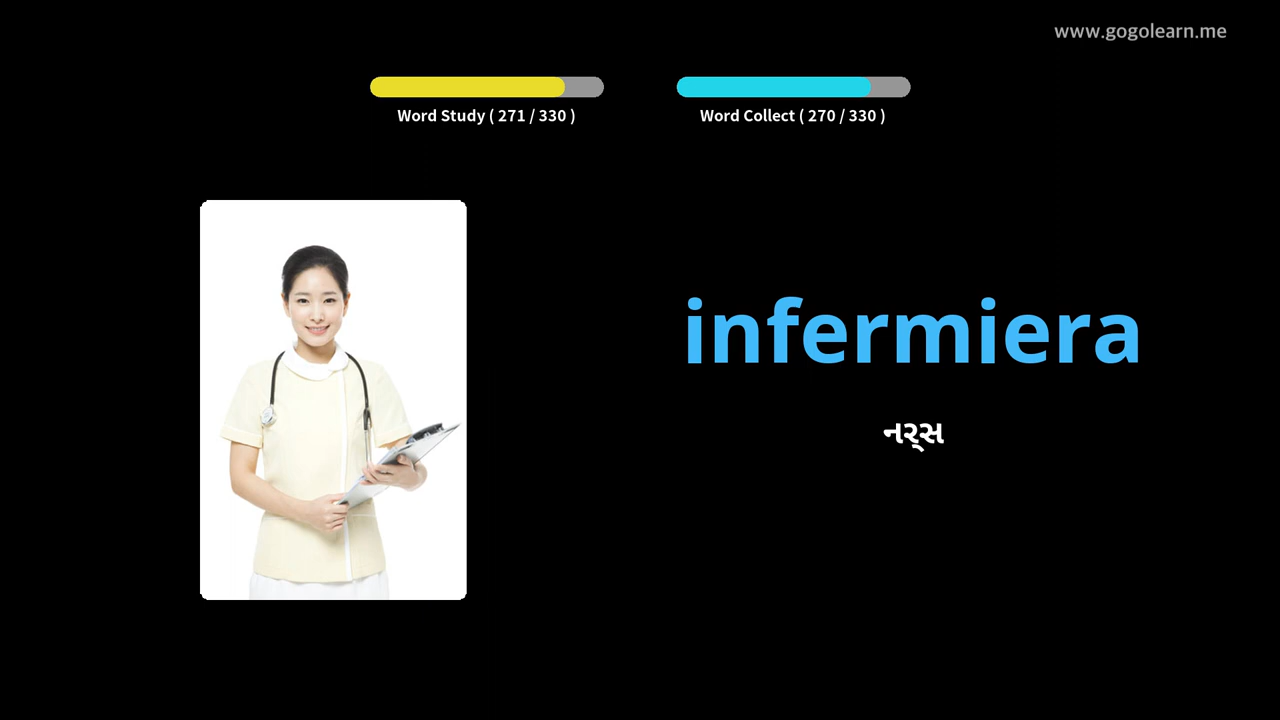 www.gogolearn.me
Word Study ( 271 / 330 )
Word Collect ( 270 / 330 )
infermiera
નર્સ